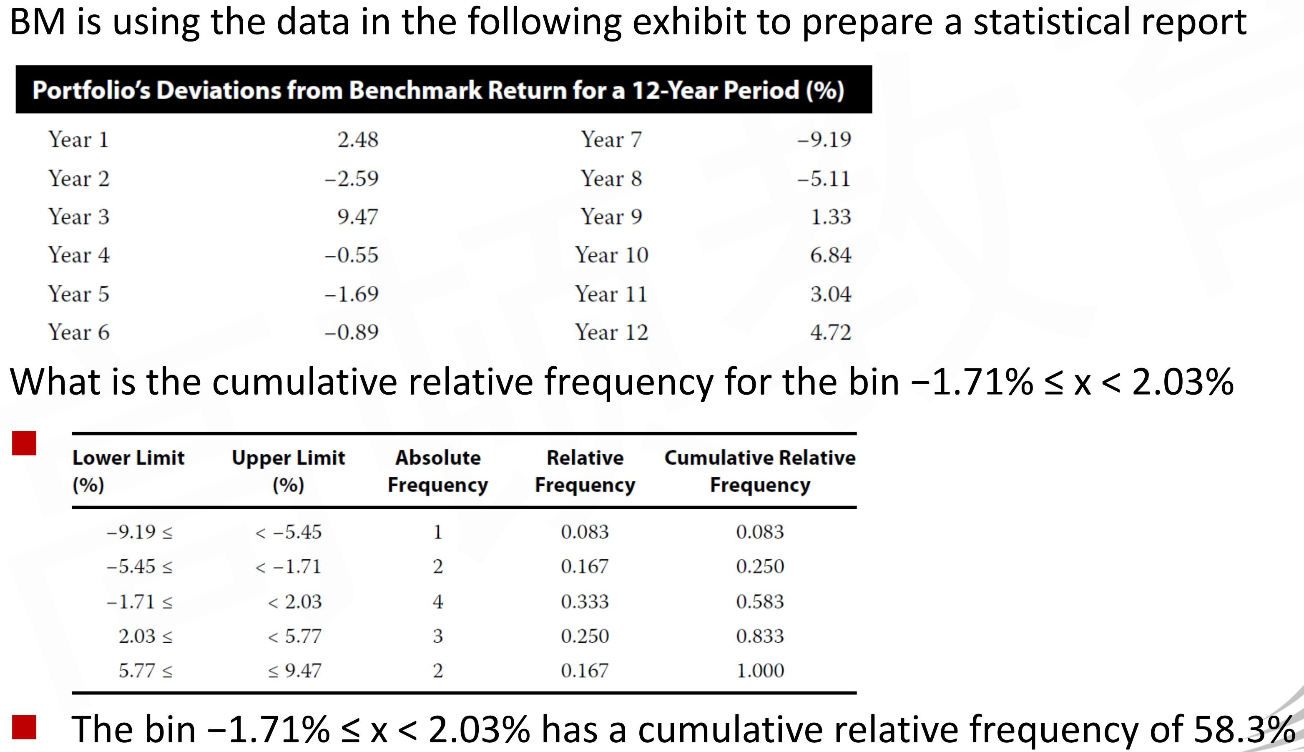 BM is using the data in the following exhibit to prepare a statistical report
Portfolio's Deviations from Benchmark Return for a 12-Year Period (%)
Year 1 2.48 Year 7 −9.19
Year 2 −2.59 Year 8 −5.11
Year 3 9.47 Year 9 1.33
Year 4 −0.55 Year 10 6.84
Year 5 −1.69 Year 11 3.04
Year 6 −0.89 Year 12 4.72
What is the cumulative relative frequency for the bin −1.71% ≤ x < 2.03%
Lower Limit Upper Limit Absolute Relative Cumulative Relative
(%) (%) Frequency Frequency Frequency
−9.19 ≤ < −5.45 1 0.083 0.083
−5.45 ≤ < −1.71 2 0.167 0.250
−1.71 ≤ < 2.03 4 0.333 0.583
2.03 ≤ < 5.77 3 0.250 0.833
5.77 ≤ ≤ 9.47 2 0.167 1.000
The bin −1.71% ≤ x < 2.03% has a cumulative relative frequency of 58.3%